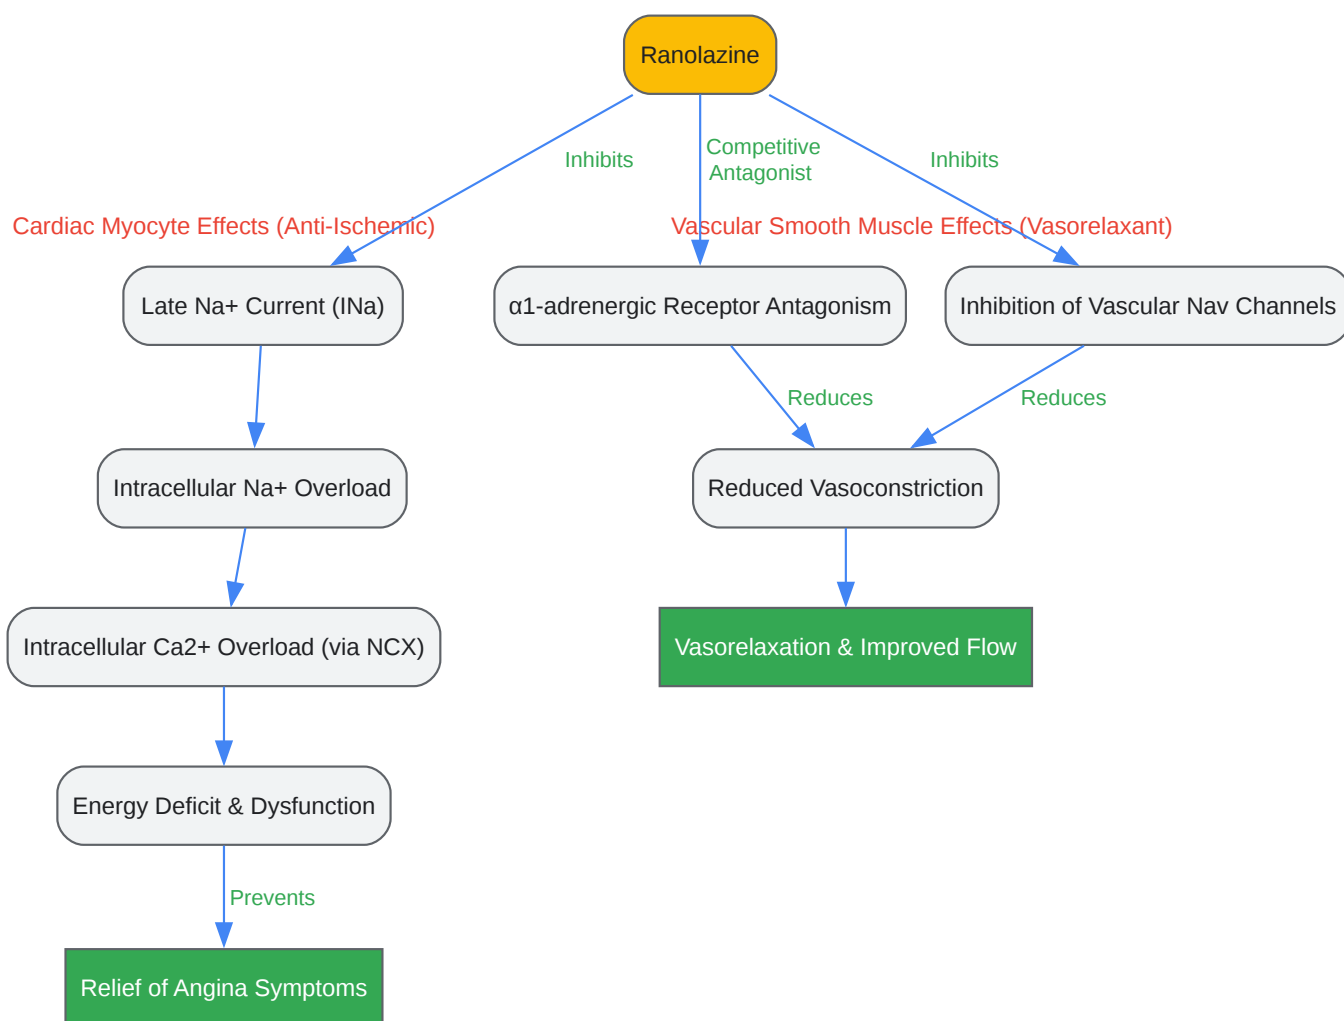 Ranolazine
Inhibits
Competitive
Antagonist
Inhibits
Cardiac Myocyte Effects (Anti-Ischemic)
Vascular Smooth Muscle Effects (Vasorelaxant)
Late Na+ Current (INa)
α1-adrenergic Receptor Antagonism
Inhibition of Vascular Nav Channels
Reduces
Reduces
Intracellular Na+ Overload
Reduced Vasoconstriction
Intracellular Ca2+ Overload (via NCX)
Vasorelaxation & Improved Flow
Energy Deficit & Dysfunction
Prevents
Relief of Angina Symptoms